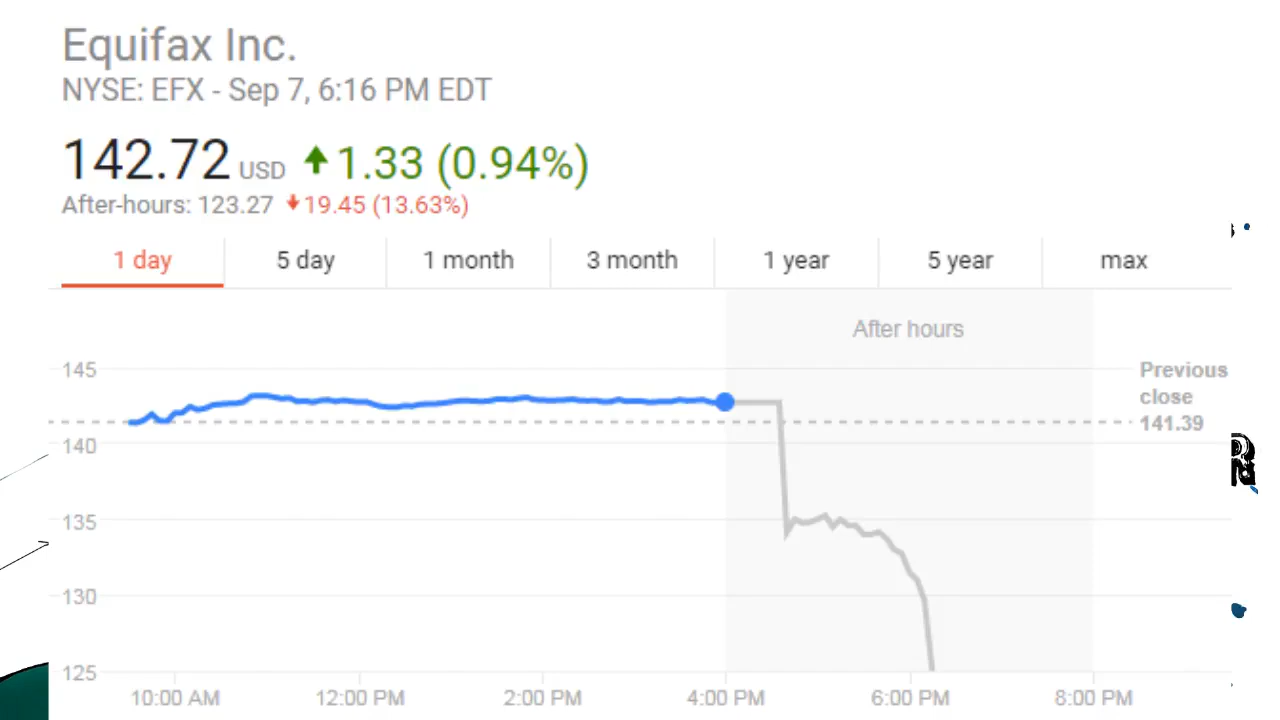 Equifax Inc.
NYSE: EFX - Sep 7, 6:16 PM EDT
142.72 USD ↑ 1.33 (0.94%)
After-hours: 123.27 ↓ 19.45 (13.63%)
1 day 5 day 1 month 3 month 1 year 5 year max
After hours
145
Previous
close
141.39
140
135
130
125
10:00 AM 12:00 PM 2:00 PM 4:00 PM 6:00 PM 8:00 PM